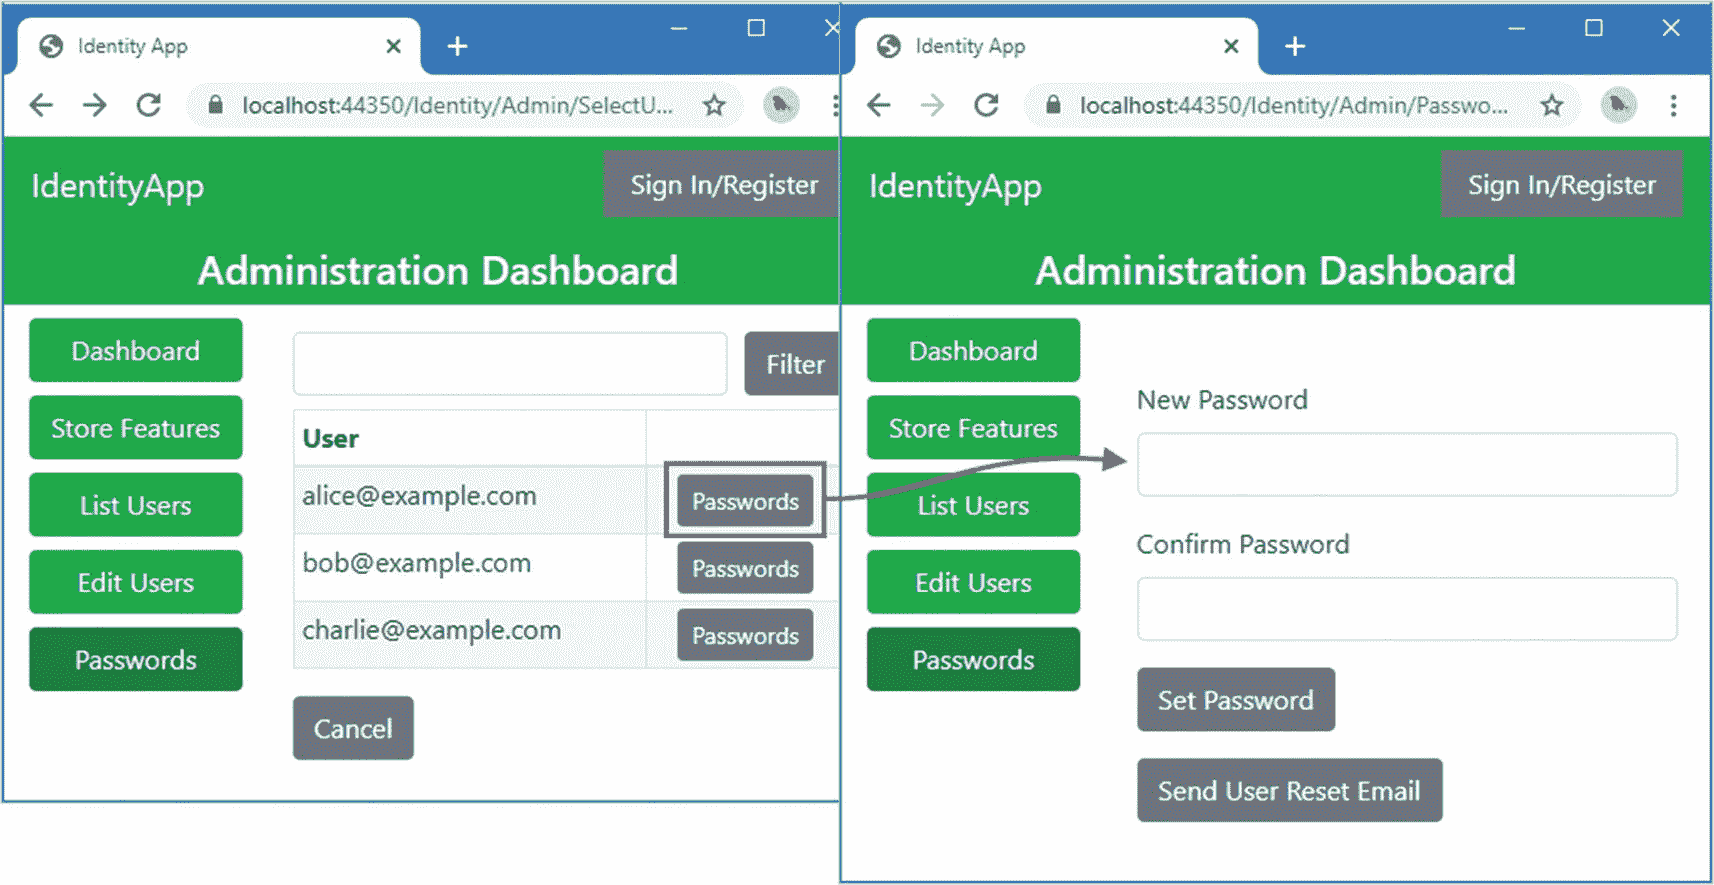 Identity App
localhost:44350/Identity/Admin/SelectU...
IdentityApp
Sign In/Register
Administration Dashboard
Dashboard
Store Features
List Users
Edit Users
Passwords
Filter
User
alice@example.com Passwords
bob@example.com Passwords
charlie@example.com Passwords
Cancel
Identity App
localhost:44350/Identity/Admin/Passwo...
IdentityApp
Sign In/Register
Administration Dashboard
Dashboard
Store Features
List Users
Edit Users
Passwords
New Password
Confirm Password
Set Password
Send User Reset Email